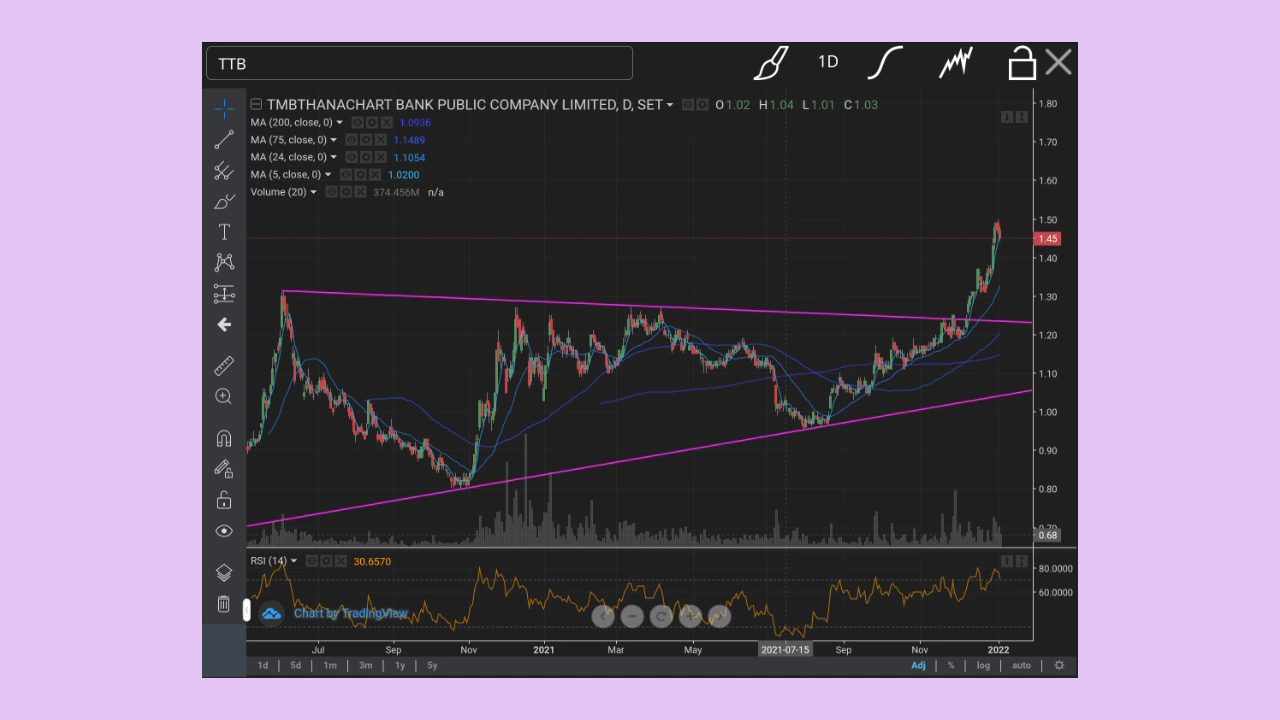 TTB
1D
TMBTHANACHART BANK PUBLIC COMPANY LIMITED, D, SET O1.02 H1.04 L1.01 C1.03
MA (200, close, 0) 1.0936
MA (75, close, 0) 1.1489
MA (24, close, 0) 1.1054
MA (5, close, 0) 1.0200
Volume (20) 374.456M n/a
1.80
1.70
1.60
1.50
1.45
1.40
1.30
1.20
1.10
1.00
0.90
0.80
0.70
0.68
RSI (14) 30.6570
80.0000
60.0000
Chart by TradingView
Jul Sep Nov 2021 Mar May 2021-07-15 Sep Nov 2022
1d 5d 1m 3m 1y 5y Adj % log auto